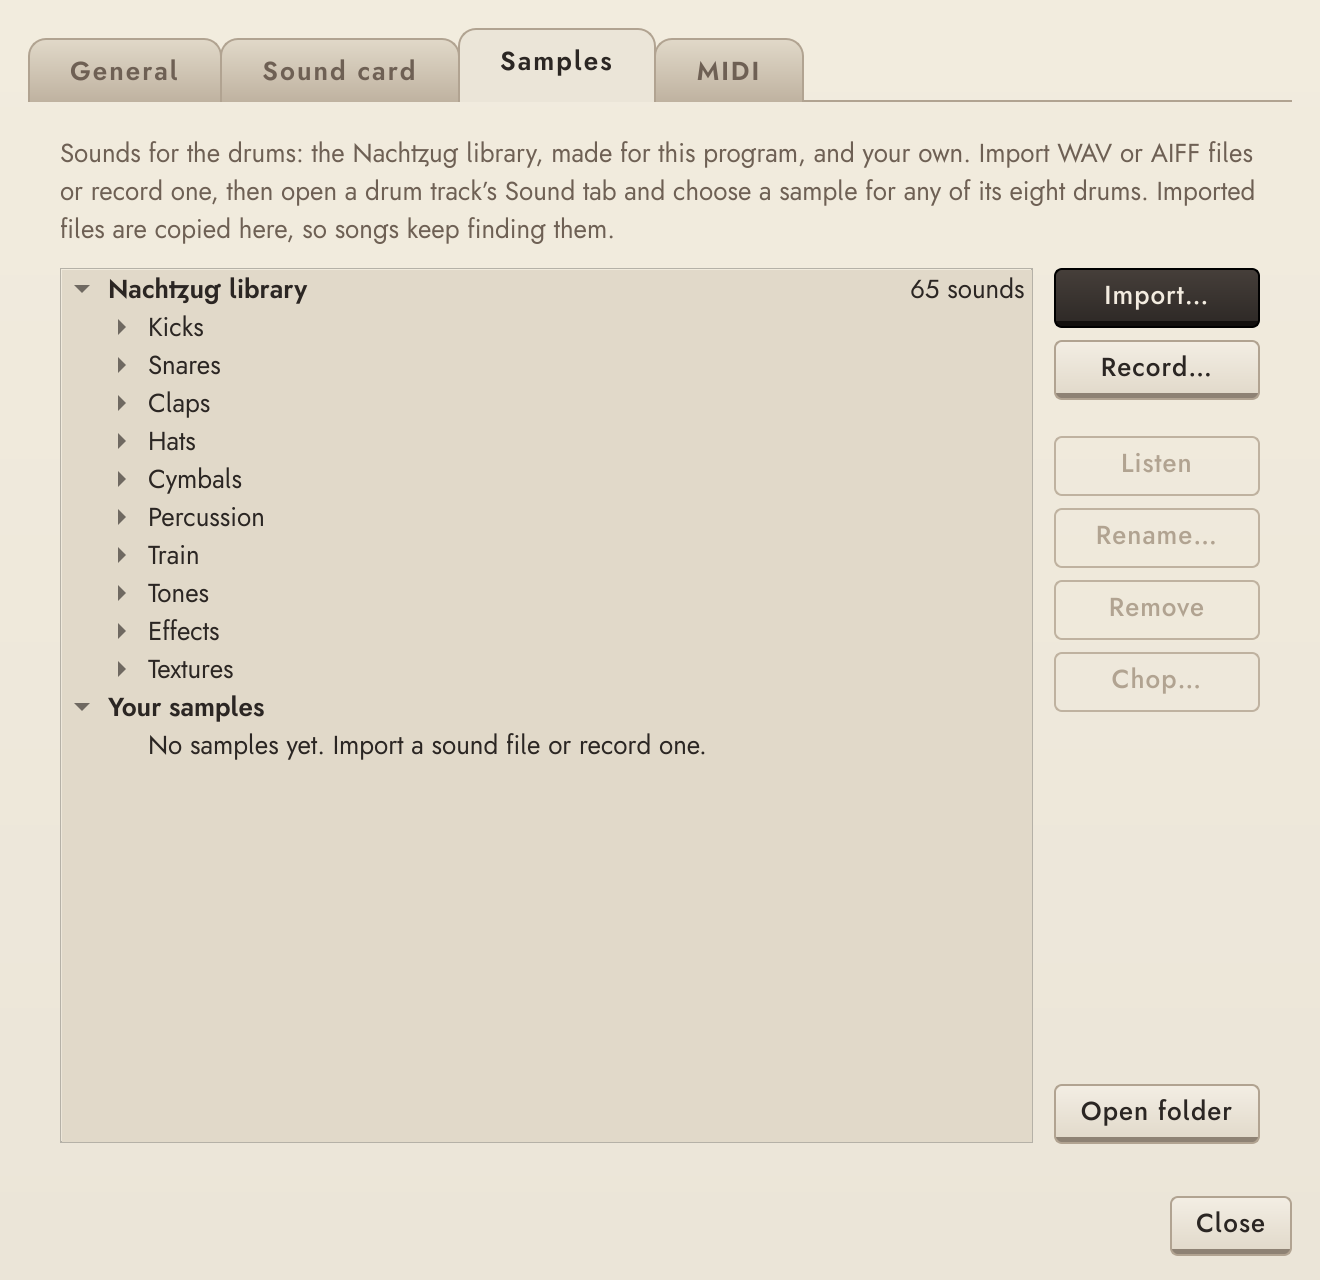 General
Sound card
Samples
MIDI
Sounds for the drums: the Nachtzug library, made for this program, and your own. Import WAV or AIFF files
or record one, then open a drum track’s Sound tab and choose a sample for any of its eight drums. Imported
files are copied here, so songs keep finding them.
Nachtzug library
65 sounds
Kicks
Snares
Claps
Hats
Cymbals
Percussion
Train
Tones
Effects
Textures
Your samples
No samples yet. Import a sound file or record one.
Import...
Record...
Listen
Rename...
Remove
Chop...
Open folder
Close